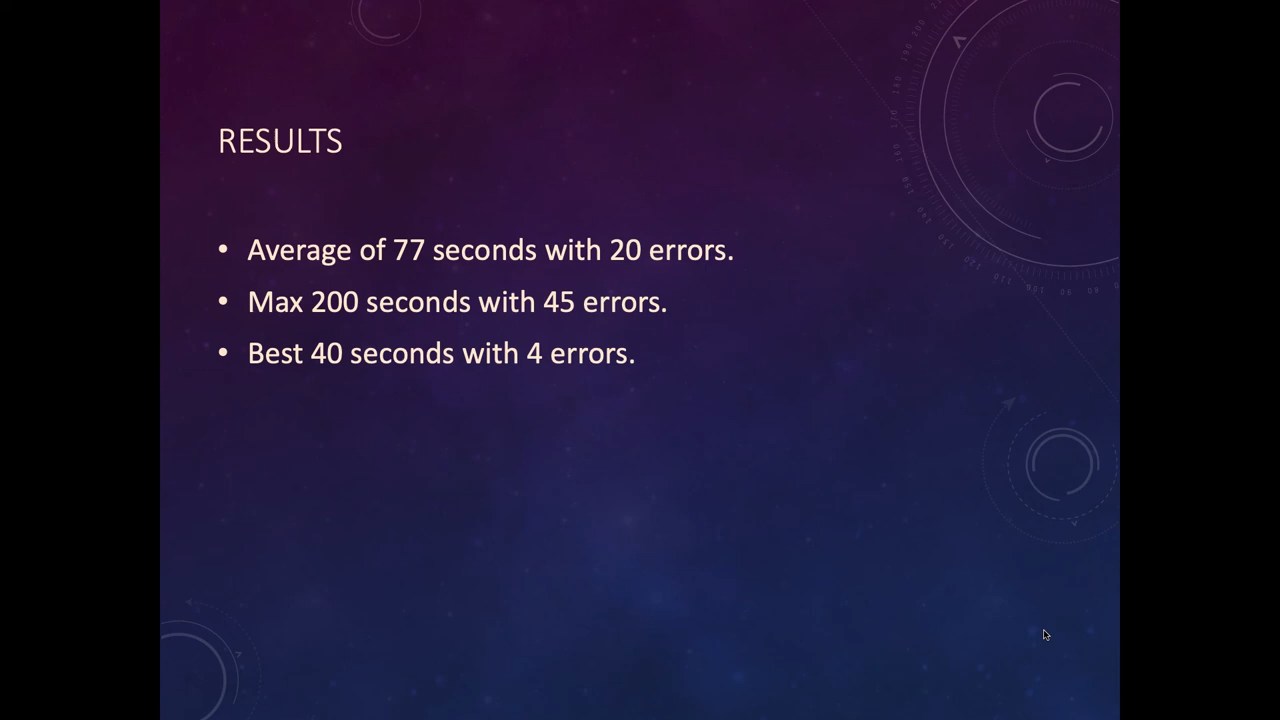 RESULTS
• Average of 77 seconds with 20 errors.
• Max 200 seconds with 45 errors.
• Best 40 seconds with 4 errors.